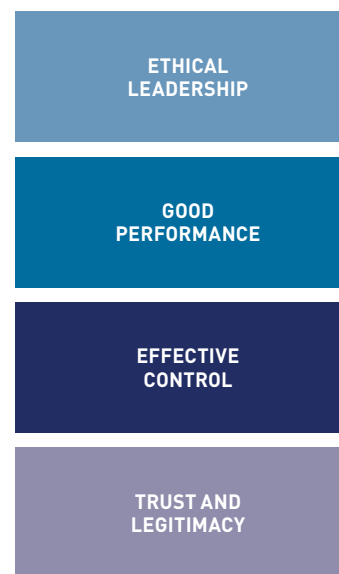 ETHICAL
LEADERSHIP
GOOD
PERFORMANCE
EFFECTIVE
CONTROL
TRUST AND
LEGITIMACY